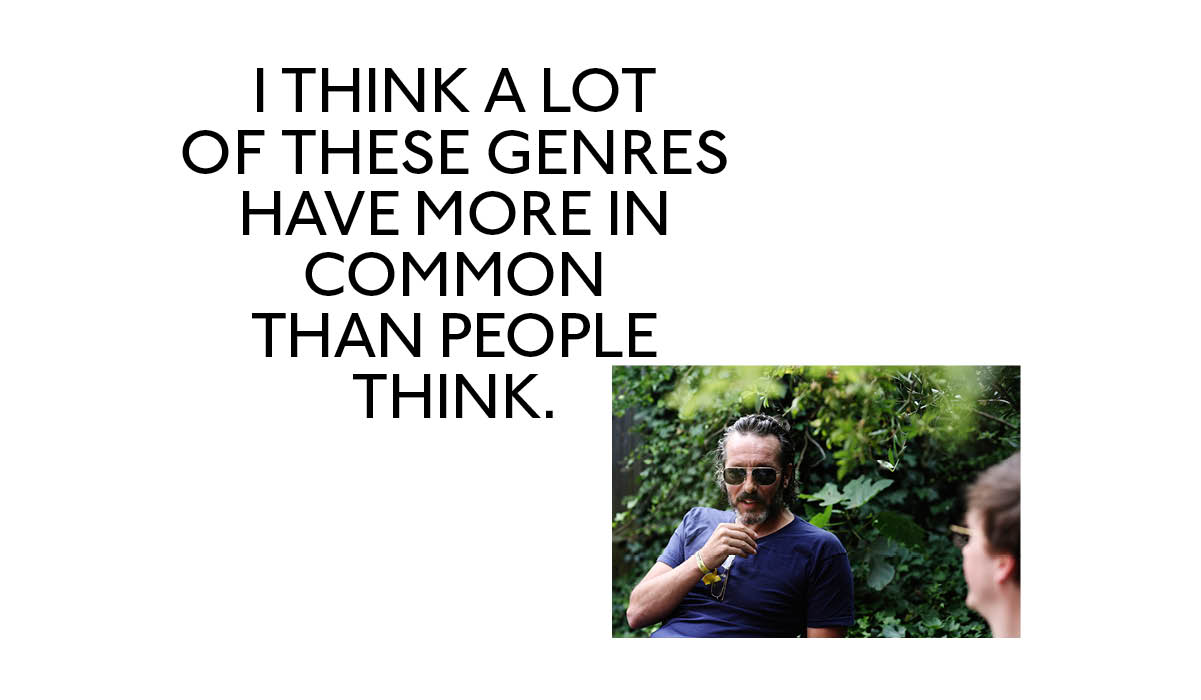 I THINK A LOT
OF THESE GENRES
HAVE MORE IN
COMMON
THAN PEOPLE
THINK.